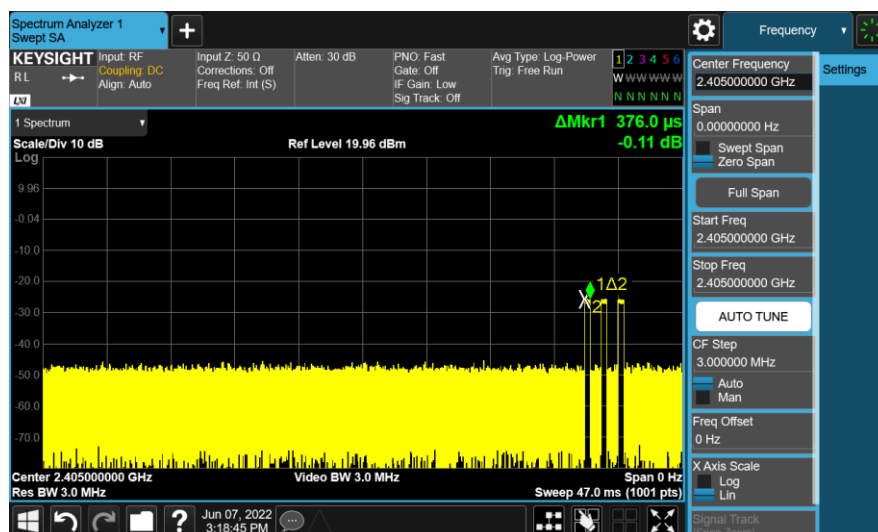 Spectrum Analyzer 1
Swept SA
Frequency
KEYSIGHT
RL
LXI
Input: RF
Coupling: DC
Align: Auto
Input Z: 50 Ω
Corrections: Off
Freq Ref: Int (S)
Atten: 30 dB
PNO: Fast
Gate: Off
IF Gain: Low
Sig Track: Off
Avg Type: Log-Power
Trig: Free Run
1 2 3 4 5 6
W W W W W W
N N N N N N
Center Frequency
2.405000000 GHz
Settings
Span
0.00000000 Hz
Swept Span
Zero Span
Full Span
Start Freq
2.405000000 GHz
Stop Freq
2.405000000 GHz
AUTO TUNE
CF Step
3.000000 MHz
Auto
Man
Freq Offset
0 Hz
X Axis Scale
Log
Lin
Signal Track
1 Spectrum
ΔMkr1 376.0 µs
-0.11 dB
Scale/Div 10 dB
Ref Level 19.96 dBm
Log
9.96
-0.04
-10.0
-20.0
-30.0
-40.0
-50.0
-60.0
-70.0
1Δ2
X2
Center 2.405000000 GHz
Video BW 3.0 MHz
Span 0 Hz
Res BW 3.0 MHz
Sweep 47.0 ms (1001 pts)
?
Jun 07, 2022
3:18:45 PM